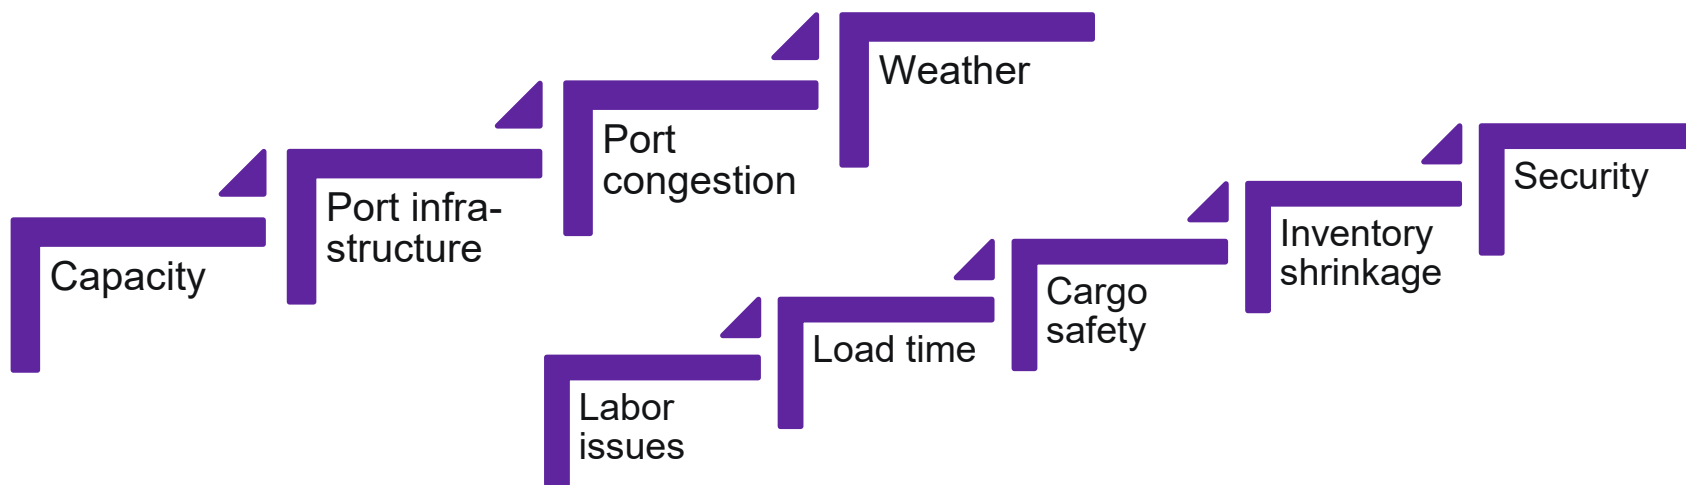 Capacity
Port infra-
structure
Port
congestion
Weather
Labor
issues
Load time
Cargo
safety
Inventory
shrinkage
Security